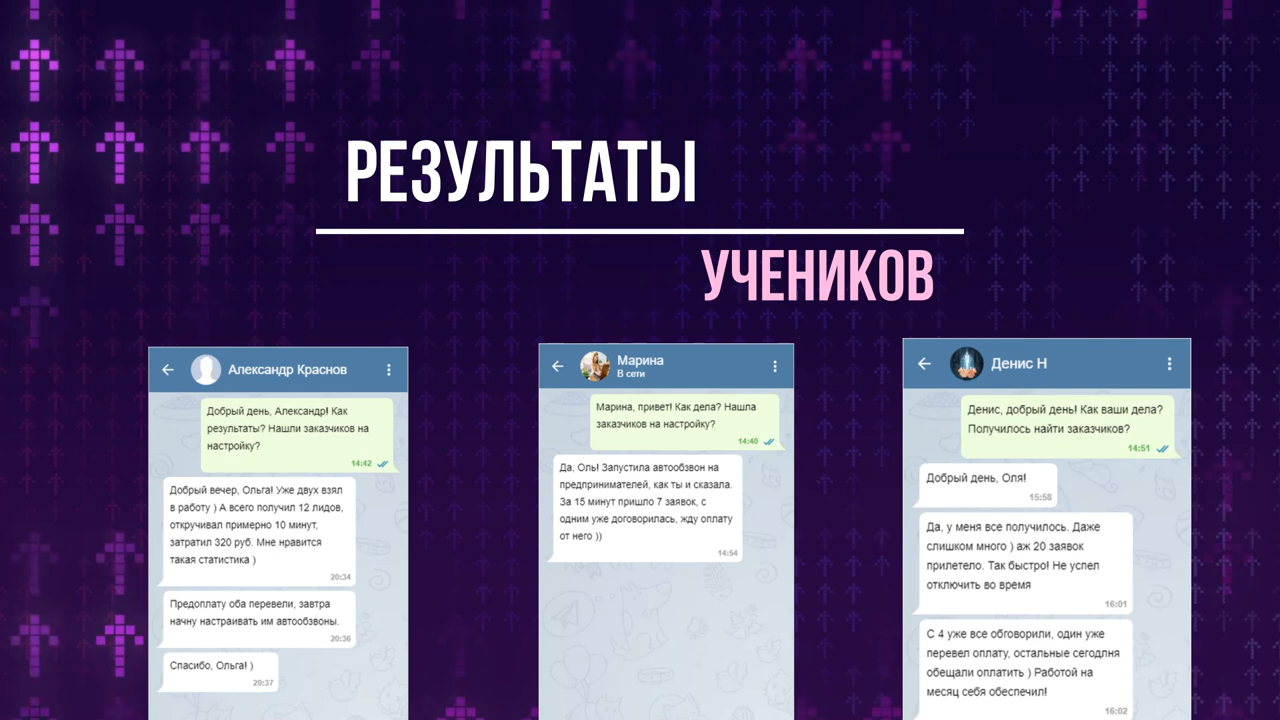 РЕЗУЛЬТАТЫ
УЧЕНИКОВ
Александр Краснов
Добрый день, Александр! Как
результаты? Нашли заказчиков на
настройку?
14:42
Добрый вечер, Ольга! Уже двух взял
в работу ) А всего получил 12 лидов,
откручивал примерно 10 минут,
затратил 320 руб. Мне нравится
такая статистика )
20:34
Предоплату оба перевели, завтра
начну настраивать им автообзвоны.
20:36
Спасибо, Ольга! )
20:37
Марина
В сети
Марина, привет! Как дела? Нашла
заказчиков на настройку?
14:40
Да, Оль! Запустила автообзвон на
предпринимателей, как ты и сказала.
За 15 минут пришло 7 заявок, с
одним уже договорилась, жду оплату
от него ))
14:54
Денис Н
Денис, добрый день! Как ваши дела?
Получилось найти заказчиков?
14:51
Добрый день, Оля!
15:58
Да, у меня все получилось. Даже
слишком много ) аж 20 заявок
прилетело. Так быстро! Не успел
отключить во время
16:01
С 4 уже все обговорили, один уже
перевел оплату, остальные сегодпня
обещали оплатить ) Работой на
месяц себя обеспечил!
16:02